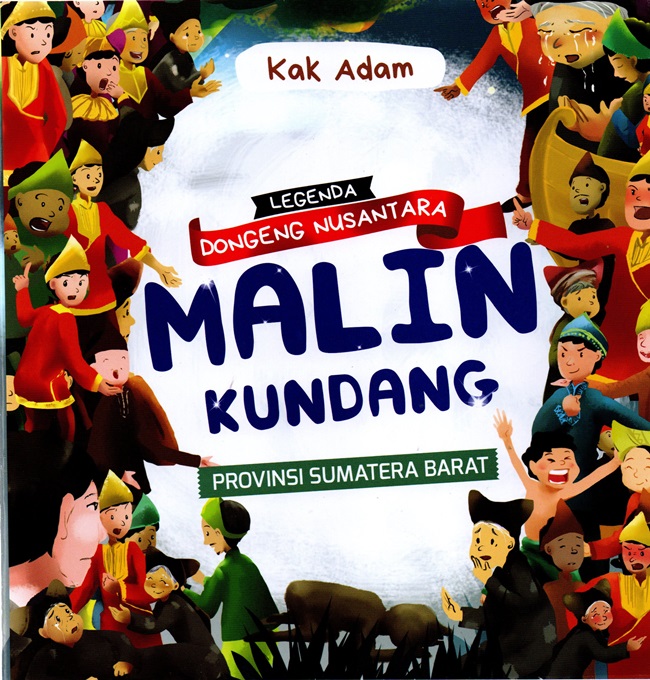 Kak Adam
LEGENDA
DONGENG NUSANTARA
MALIN
KUNDANG
PROVINSI SUMATERA BARAT